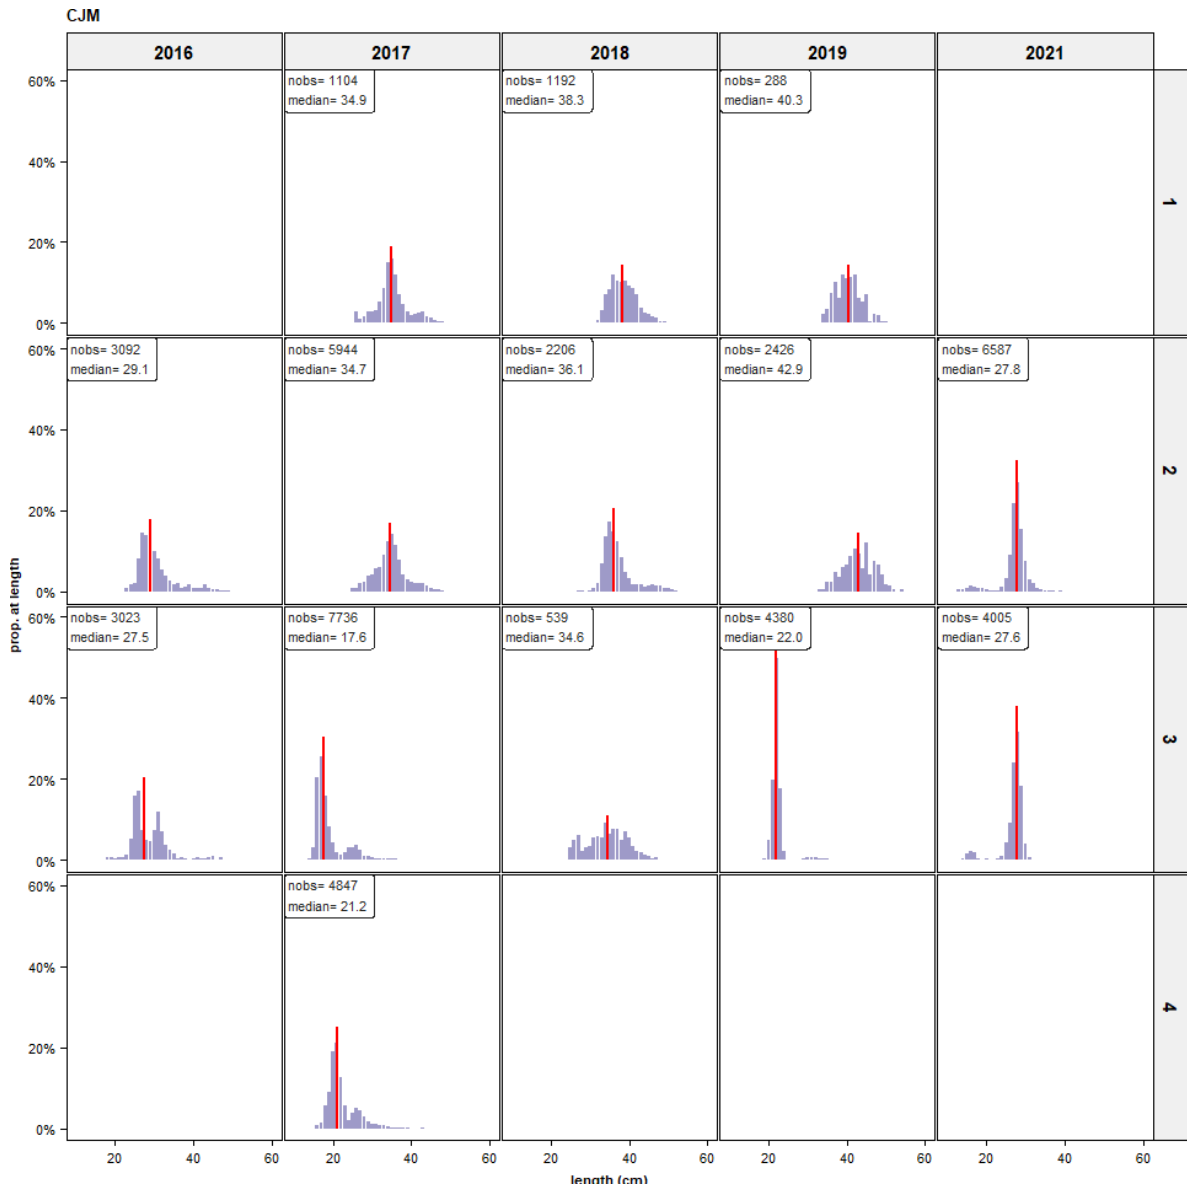 CJM
2016 2017 2018 2019 2021
60% nobs= 1104 nobs= 1192 nobs= 288
median= 34.9 median= 38.3 median= 40.3
40%
1
20%
0%
60% nobs= 3092 nobs= 5944 nobs= 2206 nobs= 2426 nobs= 6587
median= 29.1 median= 34.7 median= 36.1 median= 42.9 median= 27.8
40%
2
20%
0%
prop. at length
60% nobs= 3023 nobs= 7736 nobs= 539 nobs= 4380 nobs= 4005
median= 27.5 median= 17.6 median= 34.6 median= 22.0 median= 27.6
40%
3
20%
0%
60% nobs= 4847
median= 21.2
40%
4
20%
0%
20 40 60 20 40 60 20 40 60 20 40 60 20 40 60
length (cm)